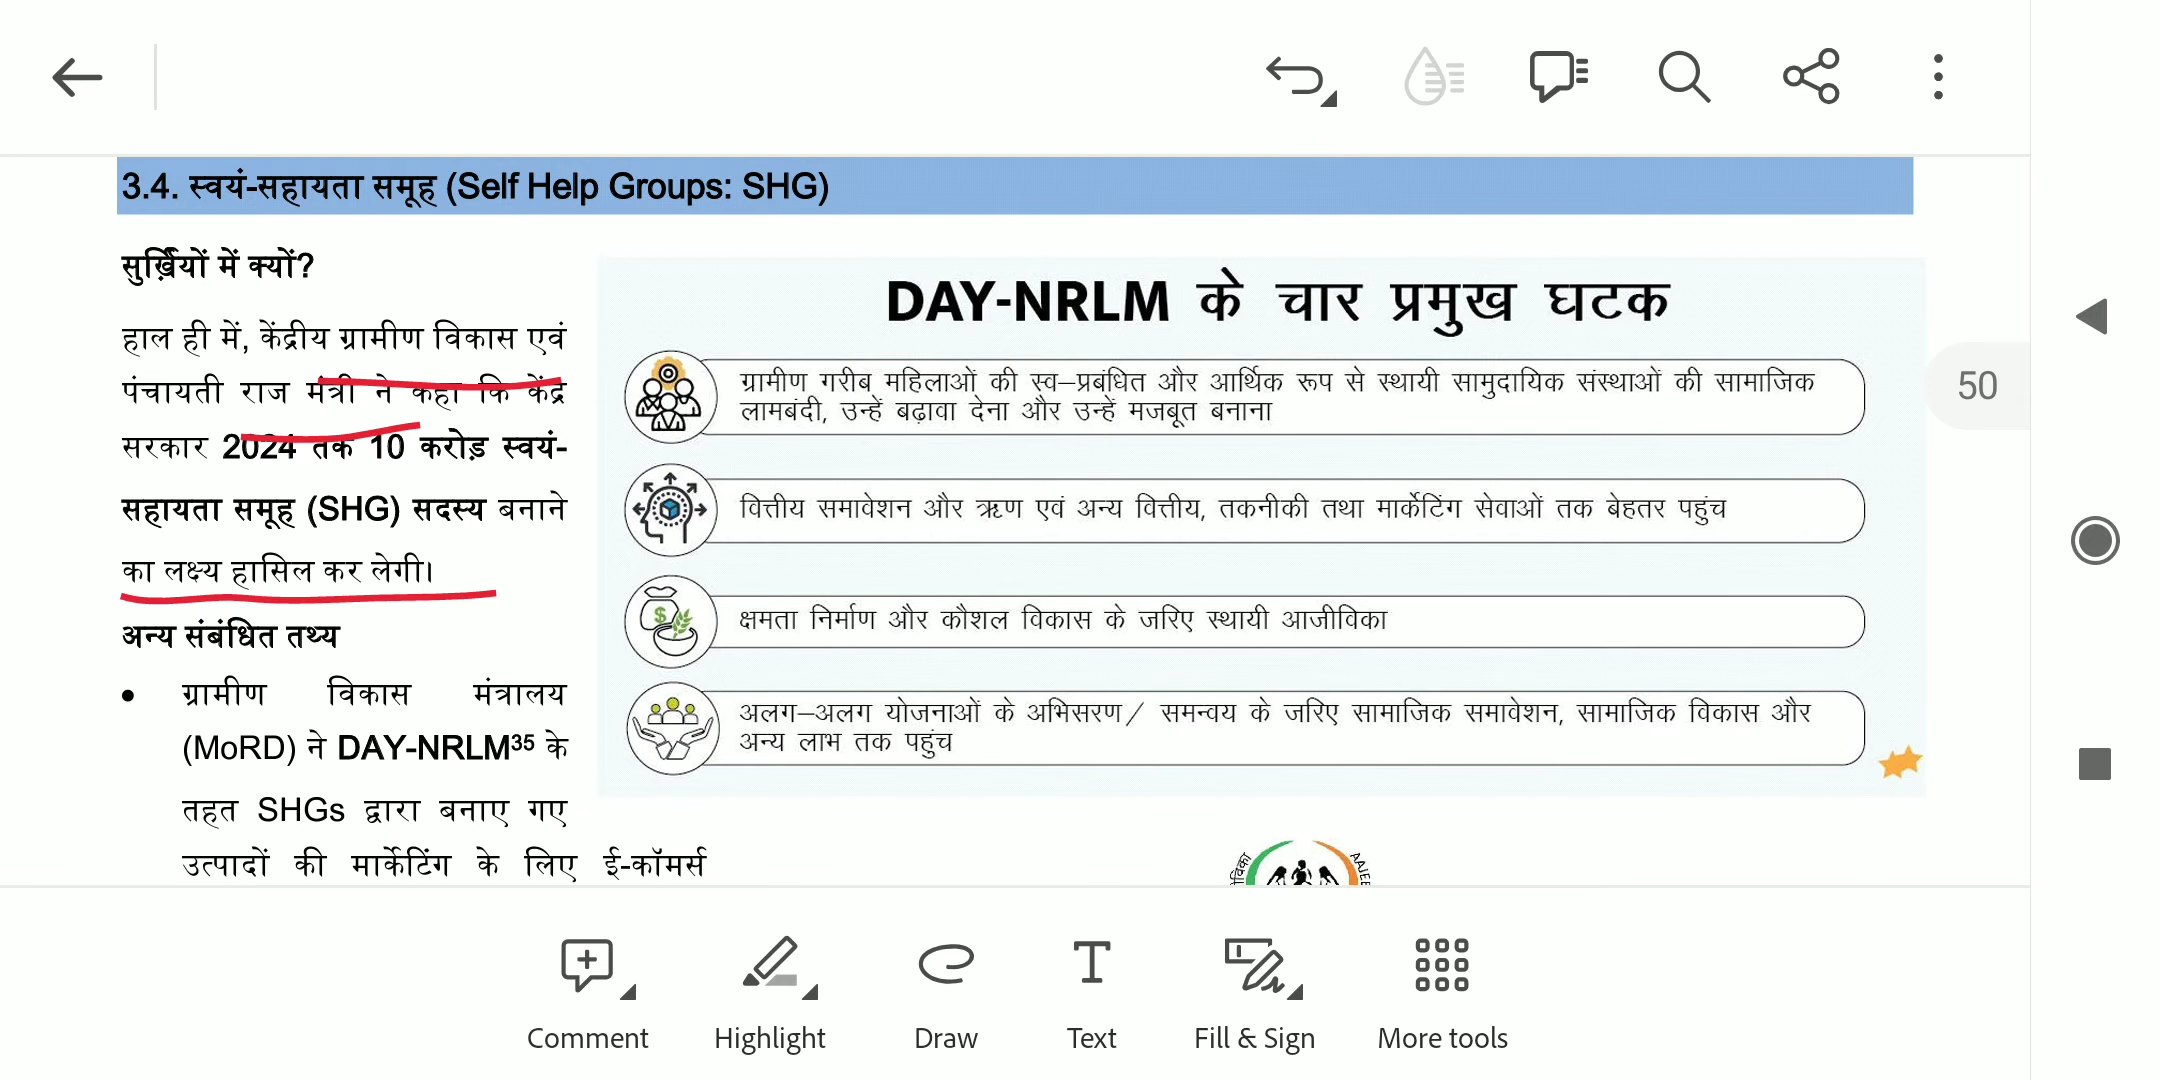 3.4. स्वयं-सहायता समूह (Self Help Groups: SHG)
सुर्ख़ियों में क्यों?
हाल ही में, केंद्रीय ग्रामीण विकास एवं
पंचायती राज मंत्री ने कहा कि केंद्र
सरकार 2024 तक 10 करोड़ स्वयं-
सहायता समूह (SHG) सदस्य बनाने
का लक्ष्य हासिल कर लेगी।
अन्य संबंधित तथ्य
• ग्रामीण विकास मंत्रालय
(MoRD) ने DAY-NRLM35 के
तहत SHGs द्वारा बनाए गए
उत्पादों की मार्केटिंग के लिए ई-कॉमर्स
DAY-NRLM के चार प्रमुख घटक
ग्रामीण गरीब महिलाओं की स्व–प्रबंधित और आर्थिक रूप से स्थायी सामुदायिक संस्थाओं की सामाजिक
लामबंदी, उन्हें बढ़ावा देना और उन्हें मजबूत बनाना
वित्तीय समावेशन और ऋण एवं अन्य वित्तीय, तकनीकी तथा मार्केटिंग सेवाओं तक बेहतर पहुंच
क्षमता निर्माण और कौशल विकास के जरिए स्थायी आजीविका
अलग–अलग योजनाओं के अभिसरण/ समन्वय के जरिए सामाजिक समावेशन, सामाजिक विकास और
अन्य लाभ तक पहुंच
50
Comment
Highlight
Draw
Text
Fill & Sign
More tools